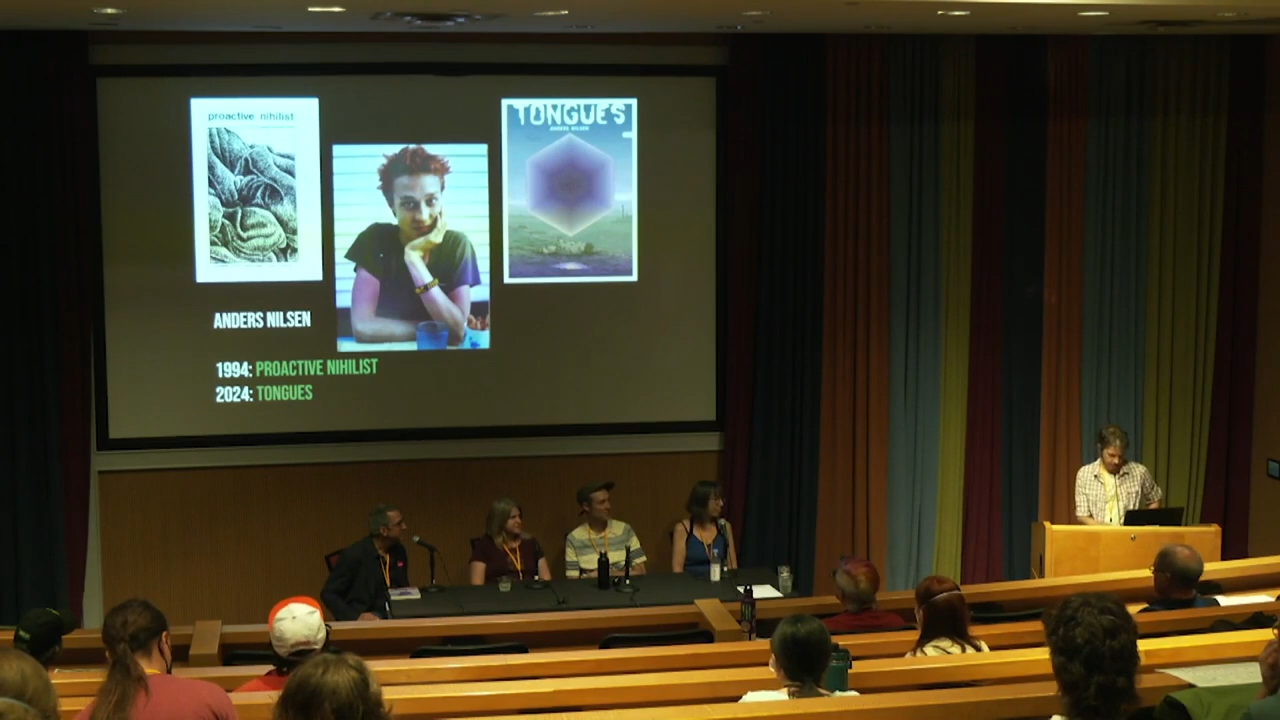 proactive nihilist
TONGUES
ANDERS NILSEN
ANDERS NILSEN
1994: PROACTIVE NIHILIST
2024: TONGUES